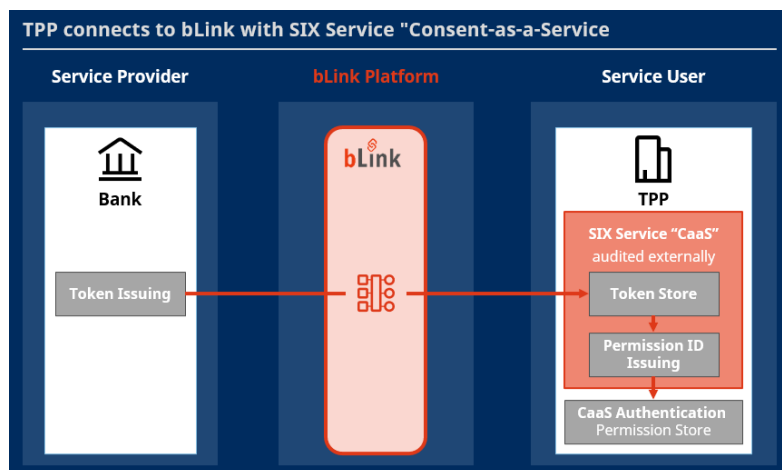 TPP connects to bLink with SIX Service "Consent-as-a-Service
Service Provider
bLink Platform
Service User
Bank
bLink
TPP
SIX Service “CaaS”
audited externally
Token Issuing
Token Store
Permission ID
Issuing
CaaS Authentication
Permission Store